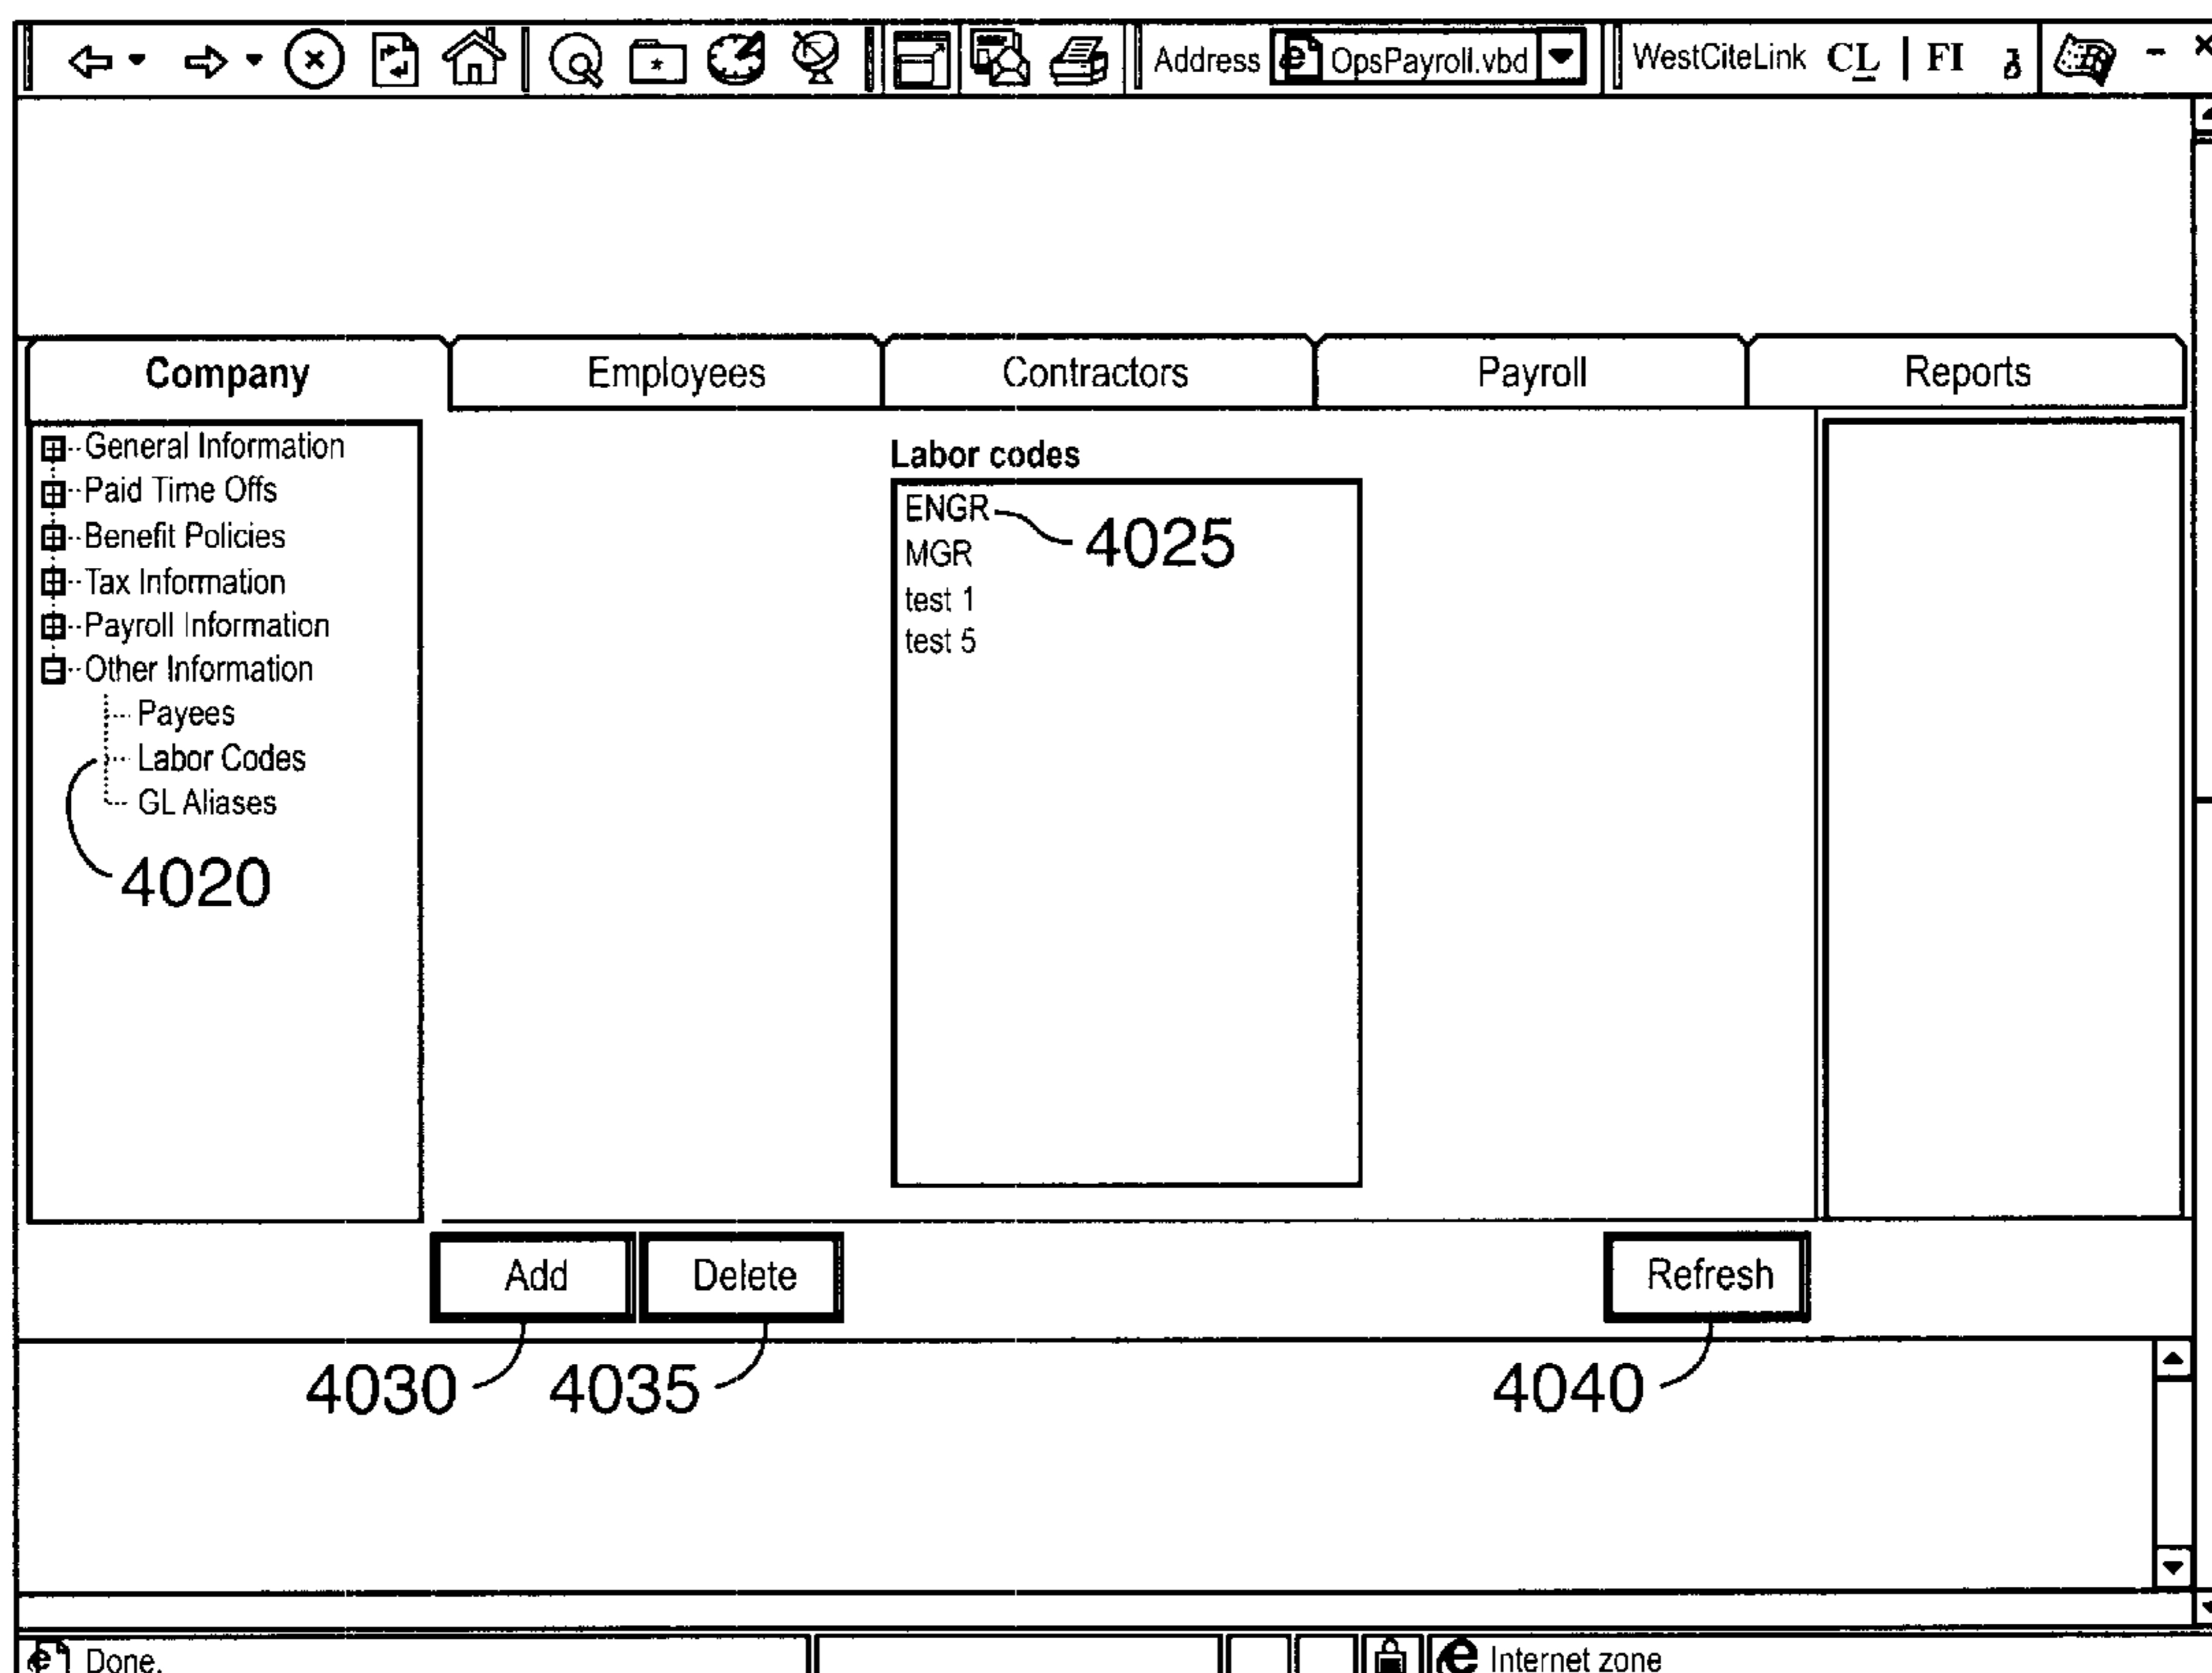 Address OpsPayroll.vbd WestCiteLink CL | FI
Company Employees Contractors Payroll Reports
General Information
Paid Time Offs
Benefit Policies
Tax Information
Payroll Information
Other Information
Payees
Labor Codes
GL Aliases
4020
Labor codes
ENGR
4025
MGR
test 1
test 5
Add Delete Refresh
4030 4035 4040
Done. Internet zone